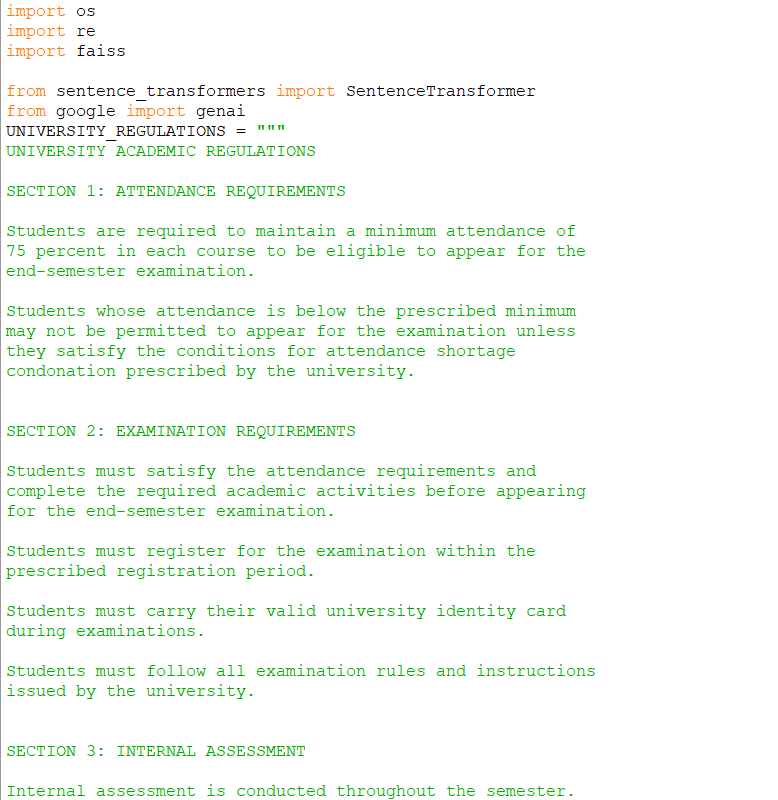 import os
import re
import faiss
from sentence_transformers import SentenceTransformer
from google import genai
UNIVERSITY_REGULATIONS = """
UNIVERSITY ACADEMIC REGULATIONS
SECTION 1: ATTENDANCE REQUIREMENTS
Students are required to maintain a minimum attendance of
75 percent in each course to be eligible to appear for the
end-semester examination.
Students whose attendance is below the prescribed minimum
may not be permitted to appear for the examination unless
they satisfy the conditions for attendance shortage
condonation prescribed by the university.
SECTION 2: EXAMINATION REQUIREMENTS
Students must satisfy the attendance requirements and
complete the required academic activities before appearing
for the end-semester examination.
Students must register for the examination within the
prescribed registration period.
Students must carry their valid university identity card
during examinations.
Students must follow all examination rules and instructions
issued by the university.
SECTION 3: INTERNAL ASSESSMENT
Internal assessment is conducted throughout the semester.